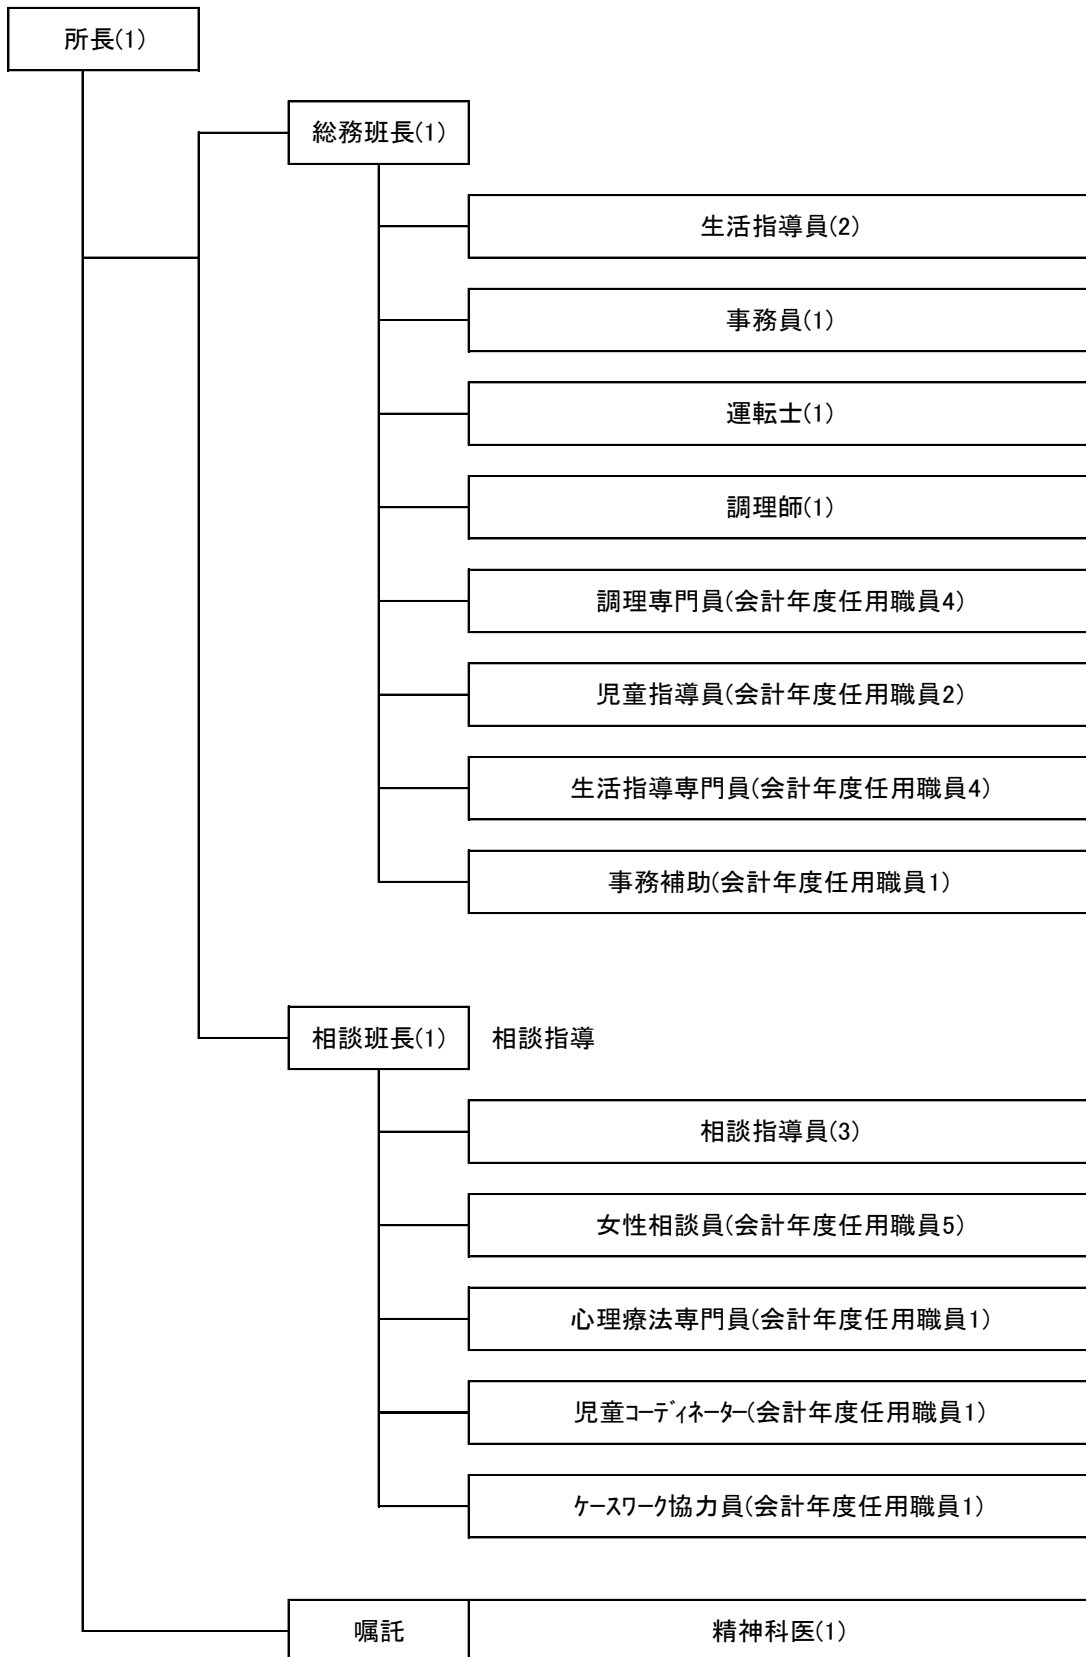 所長(1)
総務班長(1)
生活指導員(2)
事務員(1)
運転士(1)
調理師(1)
調理専門員(会計年度任用職員4)
児童指導員(会計年度任用職員2)
生活指導専門員(会計年度任用職員4)
事務補助(会計年度任用職員1)
相談班長(1) 相談指導
相談指導員(3)
女性相談員(会計年度任用職員5)
心理療法専門員(会計年度任用職員1)
児童ｺｰﾃﾞｨﾈｰﾀｰ(会計年度任用職員1)
ｹｰｽﾜｰｸ協力員(会計年度任用職員1)
嘱託 精神科医(1)